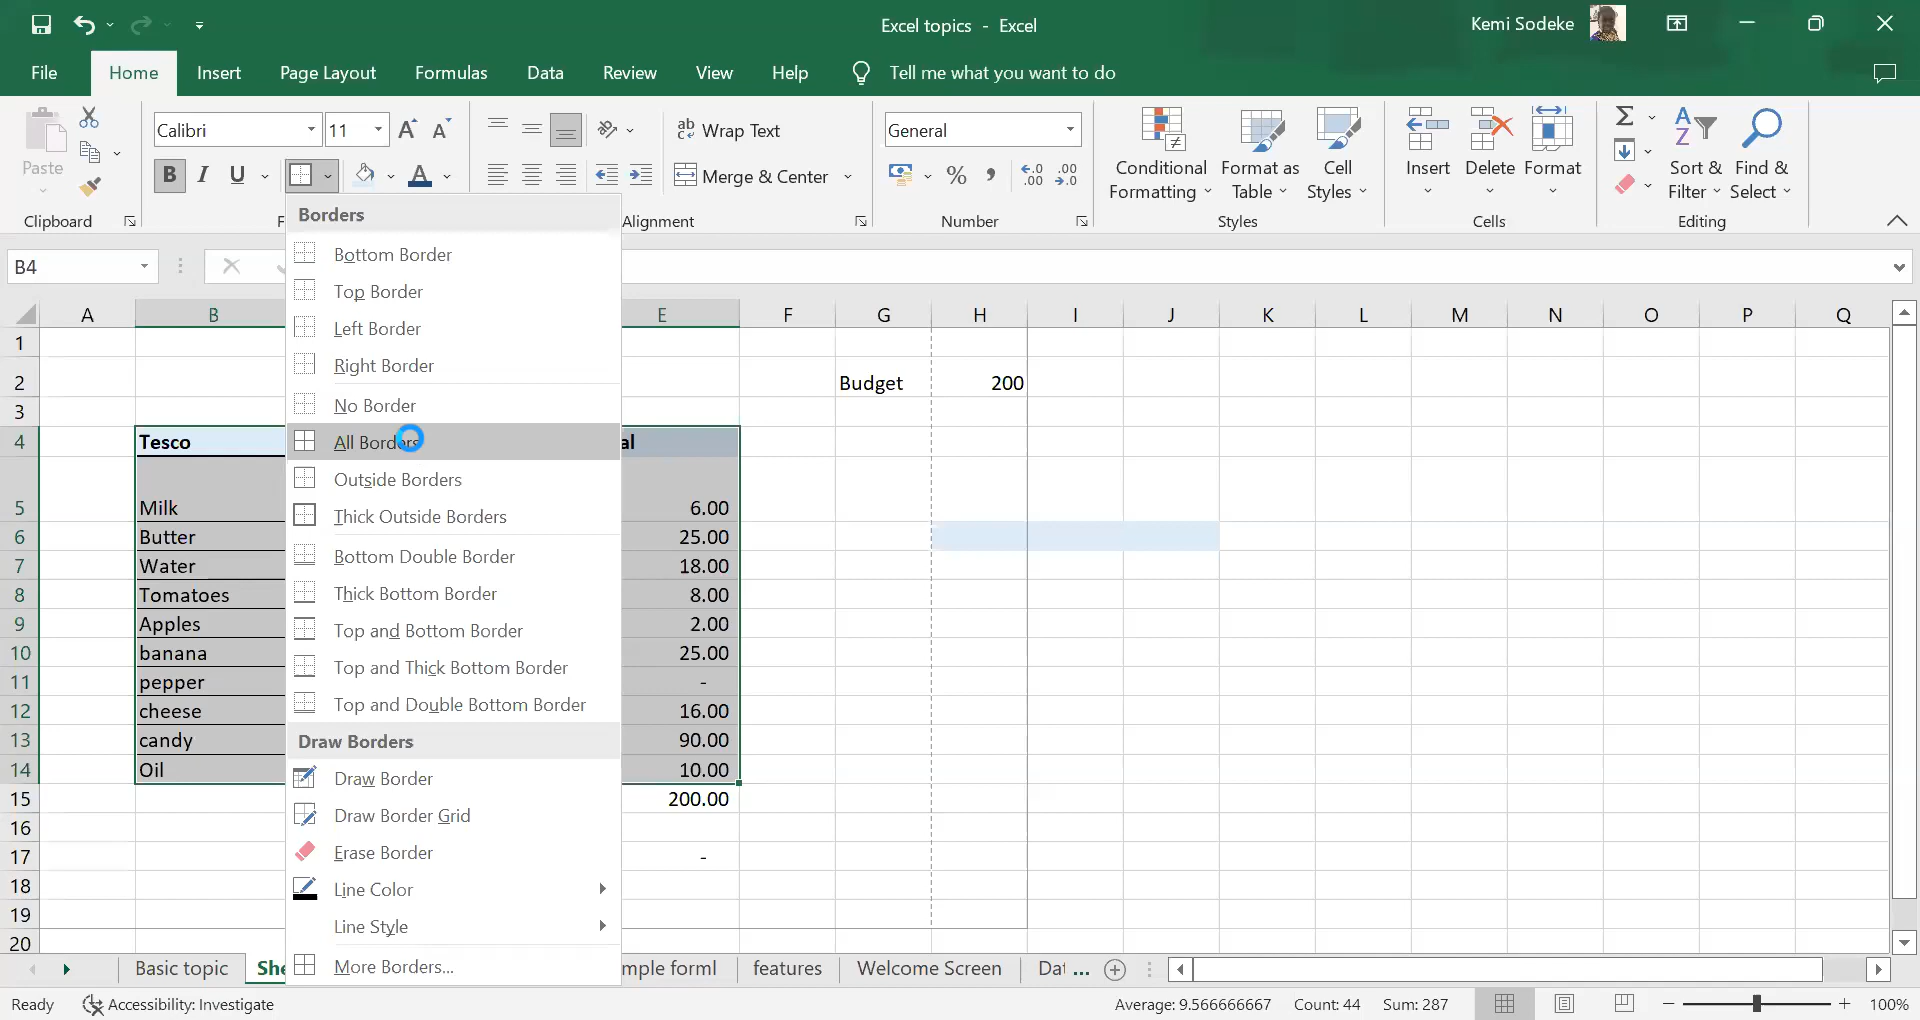 Excel topics - Excel
Kemi Sodeke
File Home Insert Page Layout Formulas Data Review View Help Tell me what you want to do
Calibri 11 ab Wrap Text General
Paste B I U A Merge & Center % , .00 .00
Conditional Formatting Format as Table Cell Styles
Insert Delete Format
Sort & Filter Find & Select
Clipboard F Alignment Number Styles Cells Editing
B4
A B E F G H I J K L M N O P Q
1
2 Budget 200
3
4 Tesco al
5 Milk 6.00
6 Butter 25.00
7 Water 18.00
8 Tomatoes 8.00
9 Apples 2.00
10 banana 25.00
11 pepper -
12 cheese 16.00
13 candy 90.00
14 Oil 10.00
15 200.00
16
17 -
18
19
20
Borders
Bottom Border
Top Border
Left Border
Right Border
No Border
All Borders
Outside Borders
Thick Outside Borders
Bottom Double Border
Thick Bottom Border
Top and Bottom Border
Top and Thick Bottom Border
Top and Double Bottom Border
Draw Borders
Draw Border
Draw Border Grid
Erase Border
Line Color
Line Style
More Borders...
Basic topic She mple forml features Welcome Screen Dat ...
Ready Accessibility: Investigate Average: 9.566666667 Count: 44 Sum: 287 100%